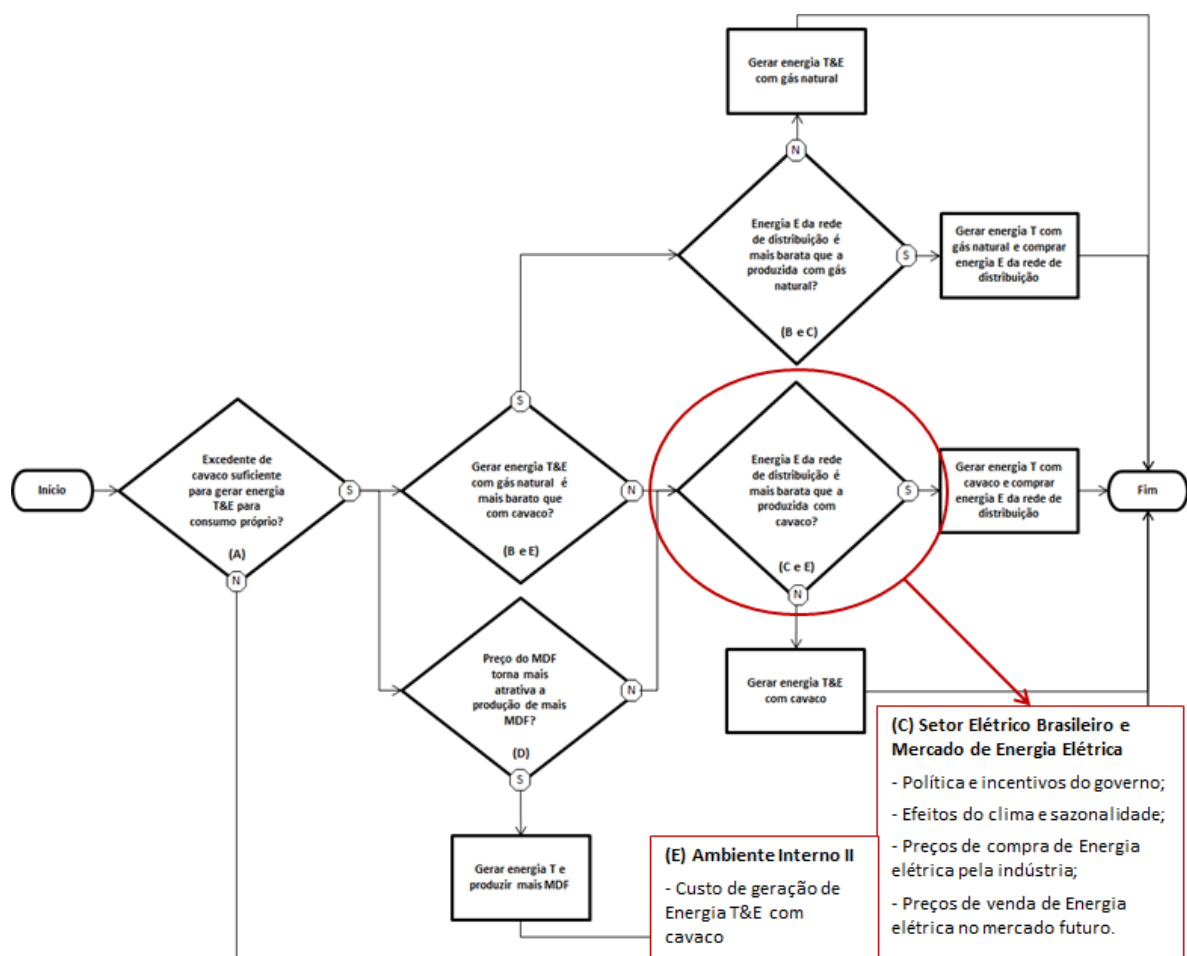 Gerar energia T&E
com gás natural
N
Energia E da rede
de distribuição é
mais barata que a
produzida com gás
natural?
(B e C)
S
Gerar energia T com
gás natural e comprar
energia E da rede de
distribuição
Início
Excedente de
cavaco suficiente
para gerar energia
T&E para
consumo próprio?
(A)
S
N
S
Gerar energia T&E
com gás natural é
mais barato que
com cavaco?
(B e E)
N
Energia E da rede
de distribuição é
mais barata que a
produzida com
cavaco?
(C e E)
S
N
Gerar energia T com
cavaco e comprar
energia E da rede de
distribuição
Fim
Preço do MDF
torna mais
atrativa a
produção de mais
MDF?
(D)
N
S
Gerar energia T&E
com cavaco
Gerar energia T e
produzir mais MDF
(E) Ambiente Interno II
- Custo de geração de
Energia T&E com
cavaco
(C) Setor Elétrico Brasileiro e
Mercado de Energia Elétrica
- Política e incentivos do governo;
- Efeitos do clima e sazonalidade;
- Preços de compra de Energia
elétrica pela indústria;
- Preços de venda de Energia
elétrica no mercado futuro.